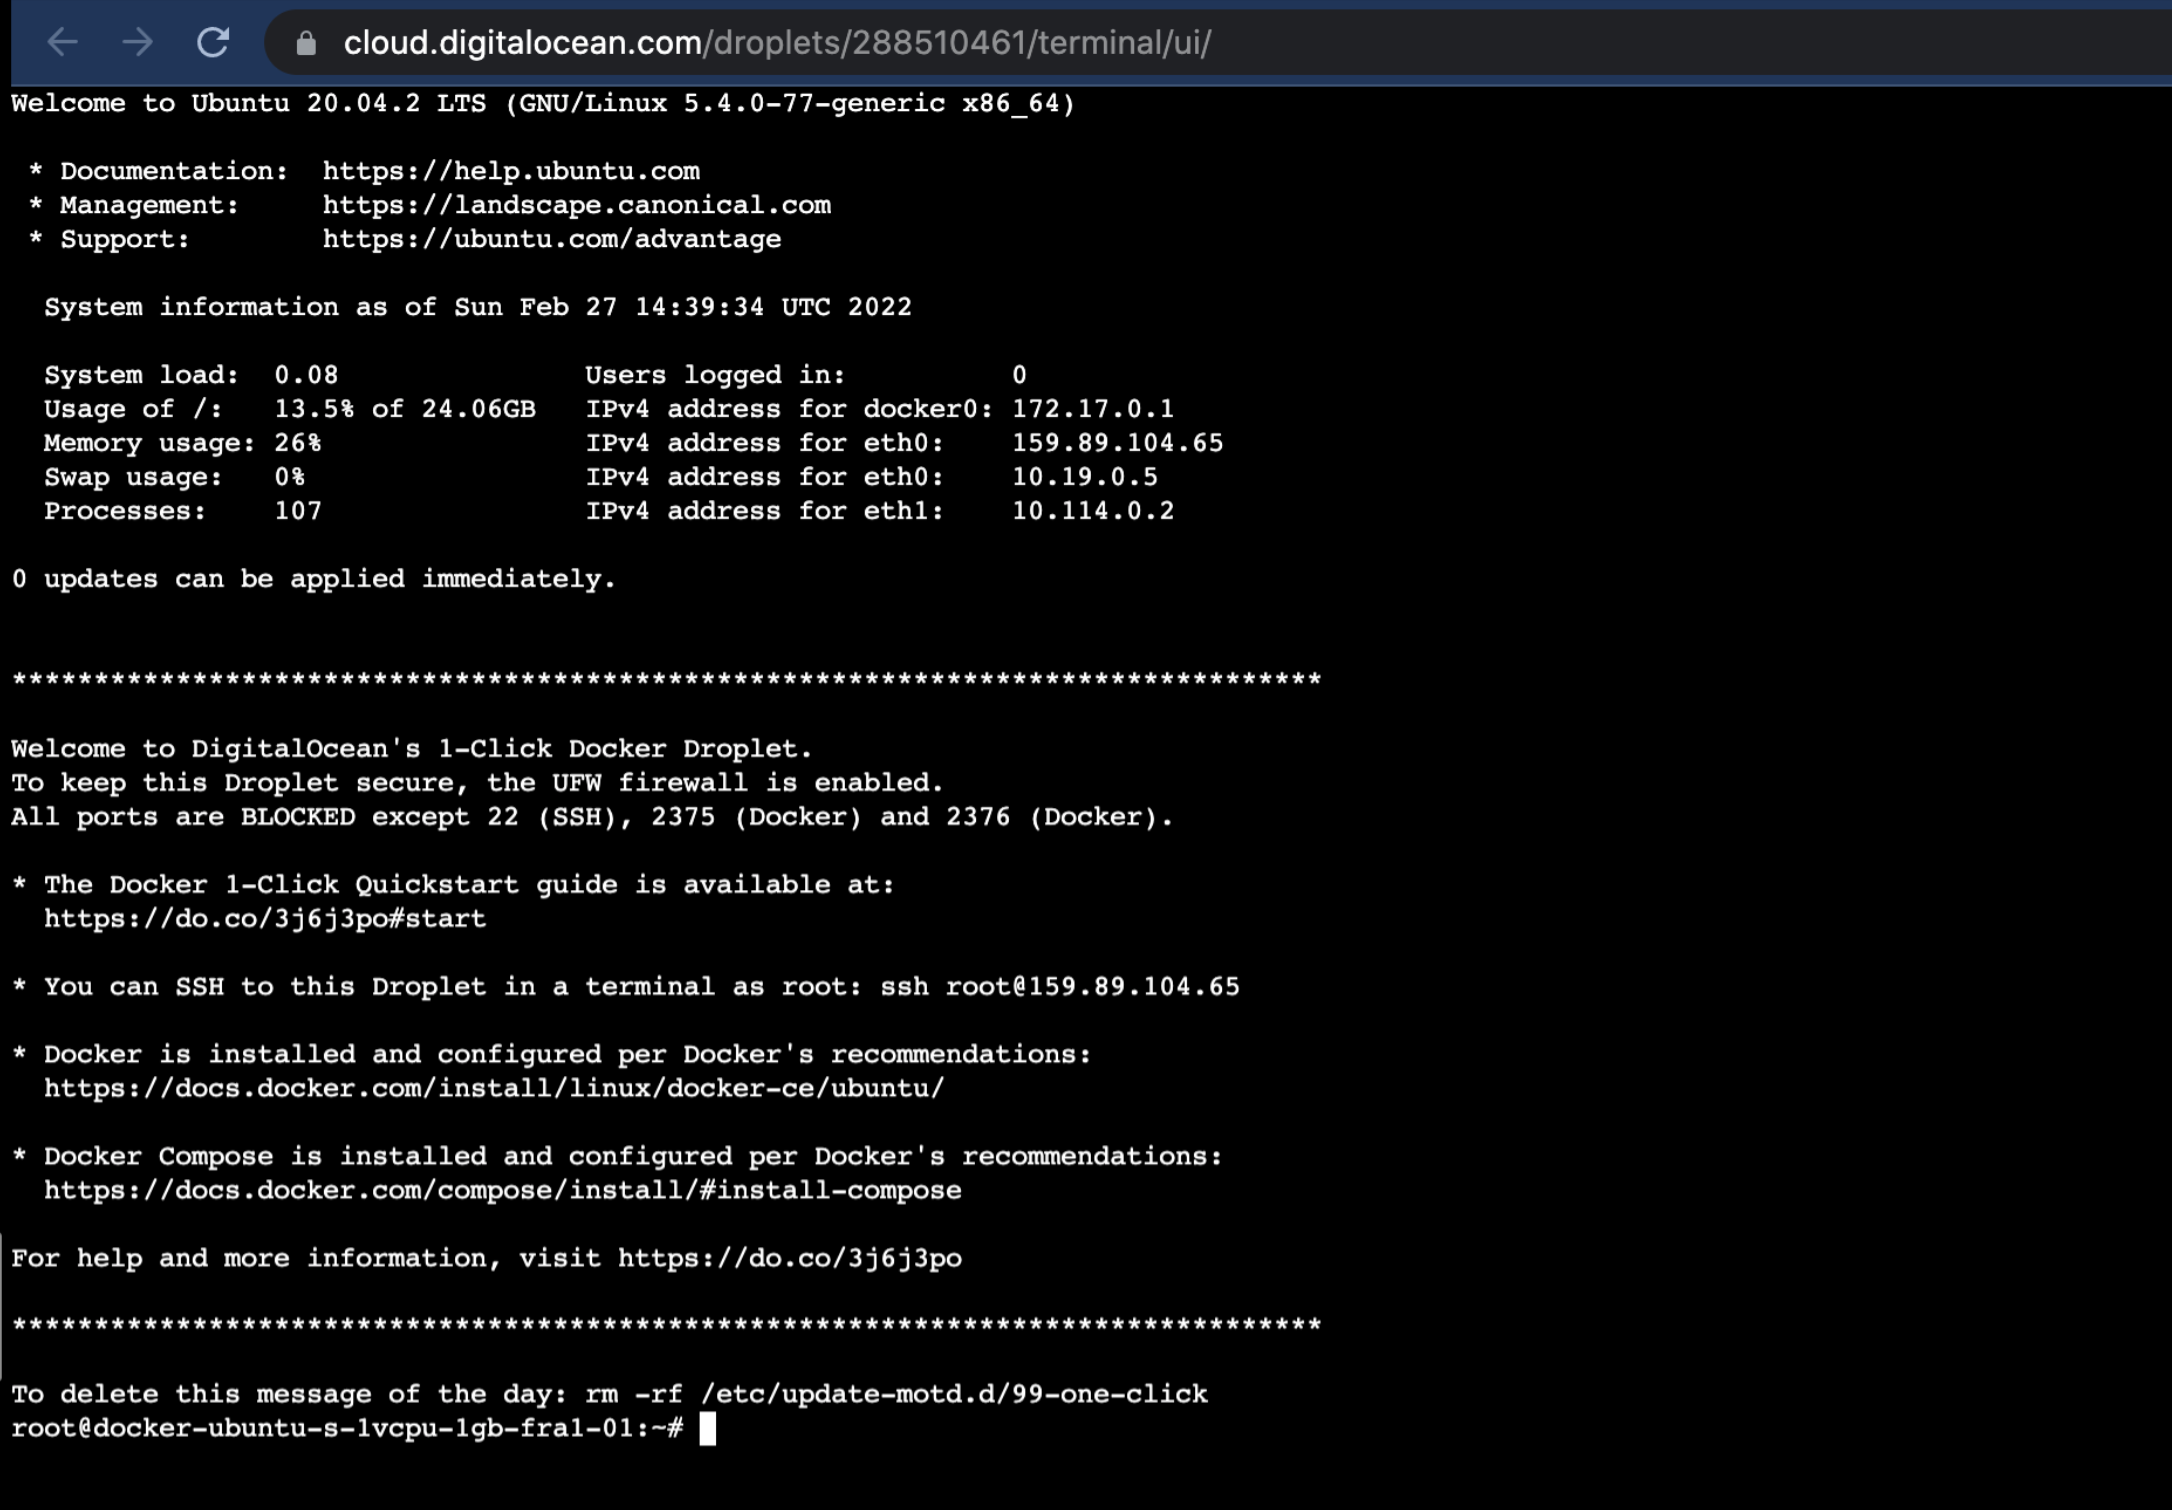 cloud.digitalocean.com/droplets/288510461/terminal/ui/
Welcome to Ubuntu 20.04.2 LTS (GNU/Linux 5.4.0-77-generic x86_64)
* Documentation:  https://help.ubuntu.com
* Management:     https://landscape.canonical.com
* Support:        https://ubuntu.com/advantage
System information as of Sun Feb 27 14:39:34 UTC 2022
System load:  0.08               Users logged in:          0
Usage of /:   13.5% of 24.06GB   IPv4 address for docker0: 172.17.0.1
Memory usage: 26%                IPv4 address for eth0:    159.89.104.65
Swap usage:   0%                 IPv4 address for eth0:    10.19.0.5
Processes:    107                IPv4 address for eth1:    10.114.0.2
0 updates can be applied immediately.
********************************************************************************
Welcome to DigitalOcean's 1-Click Docker Droplet.
To keep this Droplet secure, the UFW firewall is enabled.
All ports are BLOCKED except 22 (SSH), 2375 (Docker) and 2376 (Docker).
* The Docker 1-Click Quickstart guide is available at:
https://do.co/3j6j3po#start
* You can SSH to this Droplet in a terminal as root: ssh root@159.89.104.65
* Docker is installed and configured per Docker's recommendations:
https://docs.docker.com/install/linux/docker-ce/ubuntu/
* Docker Compose is installed and configured per Docker's recommendations:
https://docs.docker.com/compose/install/#install-compose
For help and more information, visit https://do.co/3j6j3po
********************************************************************************
To delete this message of the day: rm -rf /etc/update-motd.d/99-one-click
root@docker-ubuntu-s-1vcpu-1gb-fra1-01:~#